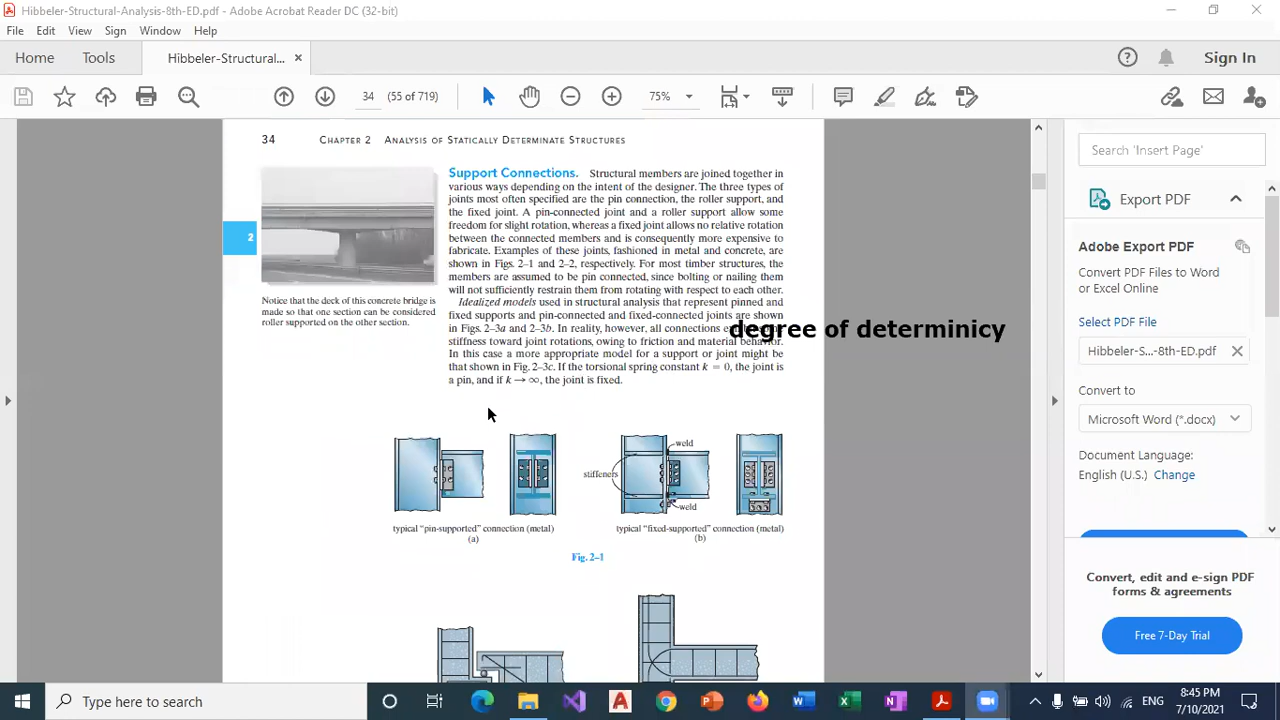 Hibbeler-Structural-Analysis-8th-ED.pdf - Adobe Acrobat Reader DC (32-bit)
File Edit View Sign Window Help
Home Tools Hibbeler-Structural... Sign In
34 (55 of 719) 75%
34 CHAPTER 2 ANALYSIS OF STATICALLY DETERMINATE STRUCTURES
2
Notice that the deck of this concrete bridge is
made so that one section can be considered
roller supported on the other section.
Support Connections. Structural members are joined together in
various ways depending on the intent of the designer. The three types of
joints most often specified are the pin connection, the roller support, and
the fixed joint. A pin-connected joint and a roller support allow some
freedom for slight rotation, whereas a fixed joint allows no relative rotation
between the connected members and is consequently more expensive to
fabricate. Examples of these joints, fashioned in metal and concrete, are
shown in Figs. 2–1 and 2–2, respectively. For most timber structures, the
members are assumed to be pin connected, since bolting or nailing them
will not sufficiently restrain them from rotating with respect to each other.
Idealized models used in structural analysis that represent pinned and
fixed supports and pin-connected and fixed-connected joints are shown
in Figs. 2–3a and 2–3b. In reality, however, all connections
degree of determinicy
stiffness toward joint rotations, owing to friction and material behavior.
In this case a more appropriate model for a support or joint might be
that shown in Fig. 2–3c. If the torsional spring constant k = 0, the joint is
a pin, and if k → ∞, the joint is fixed.
weld
stiffeners
weld
typical “pin-supported” connection (metal)
(a)
typical “fixed-supported” connection (metal)
(b)
Fig. 2–1
Search 'Insert Page'
Export PDF
Adobe Export PDF
Convert PDF Files to Word
or Excel Online
Select PDF File
Hibbeler-S...-8th-ED.pdf
Convert to
Microsoft Word (*.docx)
Document Language:
English (U.S.) Change
Convert, edit and e-sign PDF
forms & agreements
Free 7-Day Trial
Type here to search
ENG
8:45 PM
7/10/2021